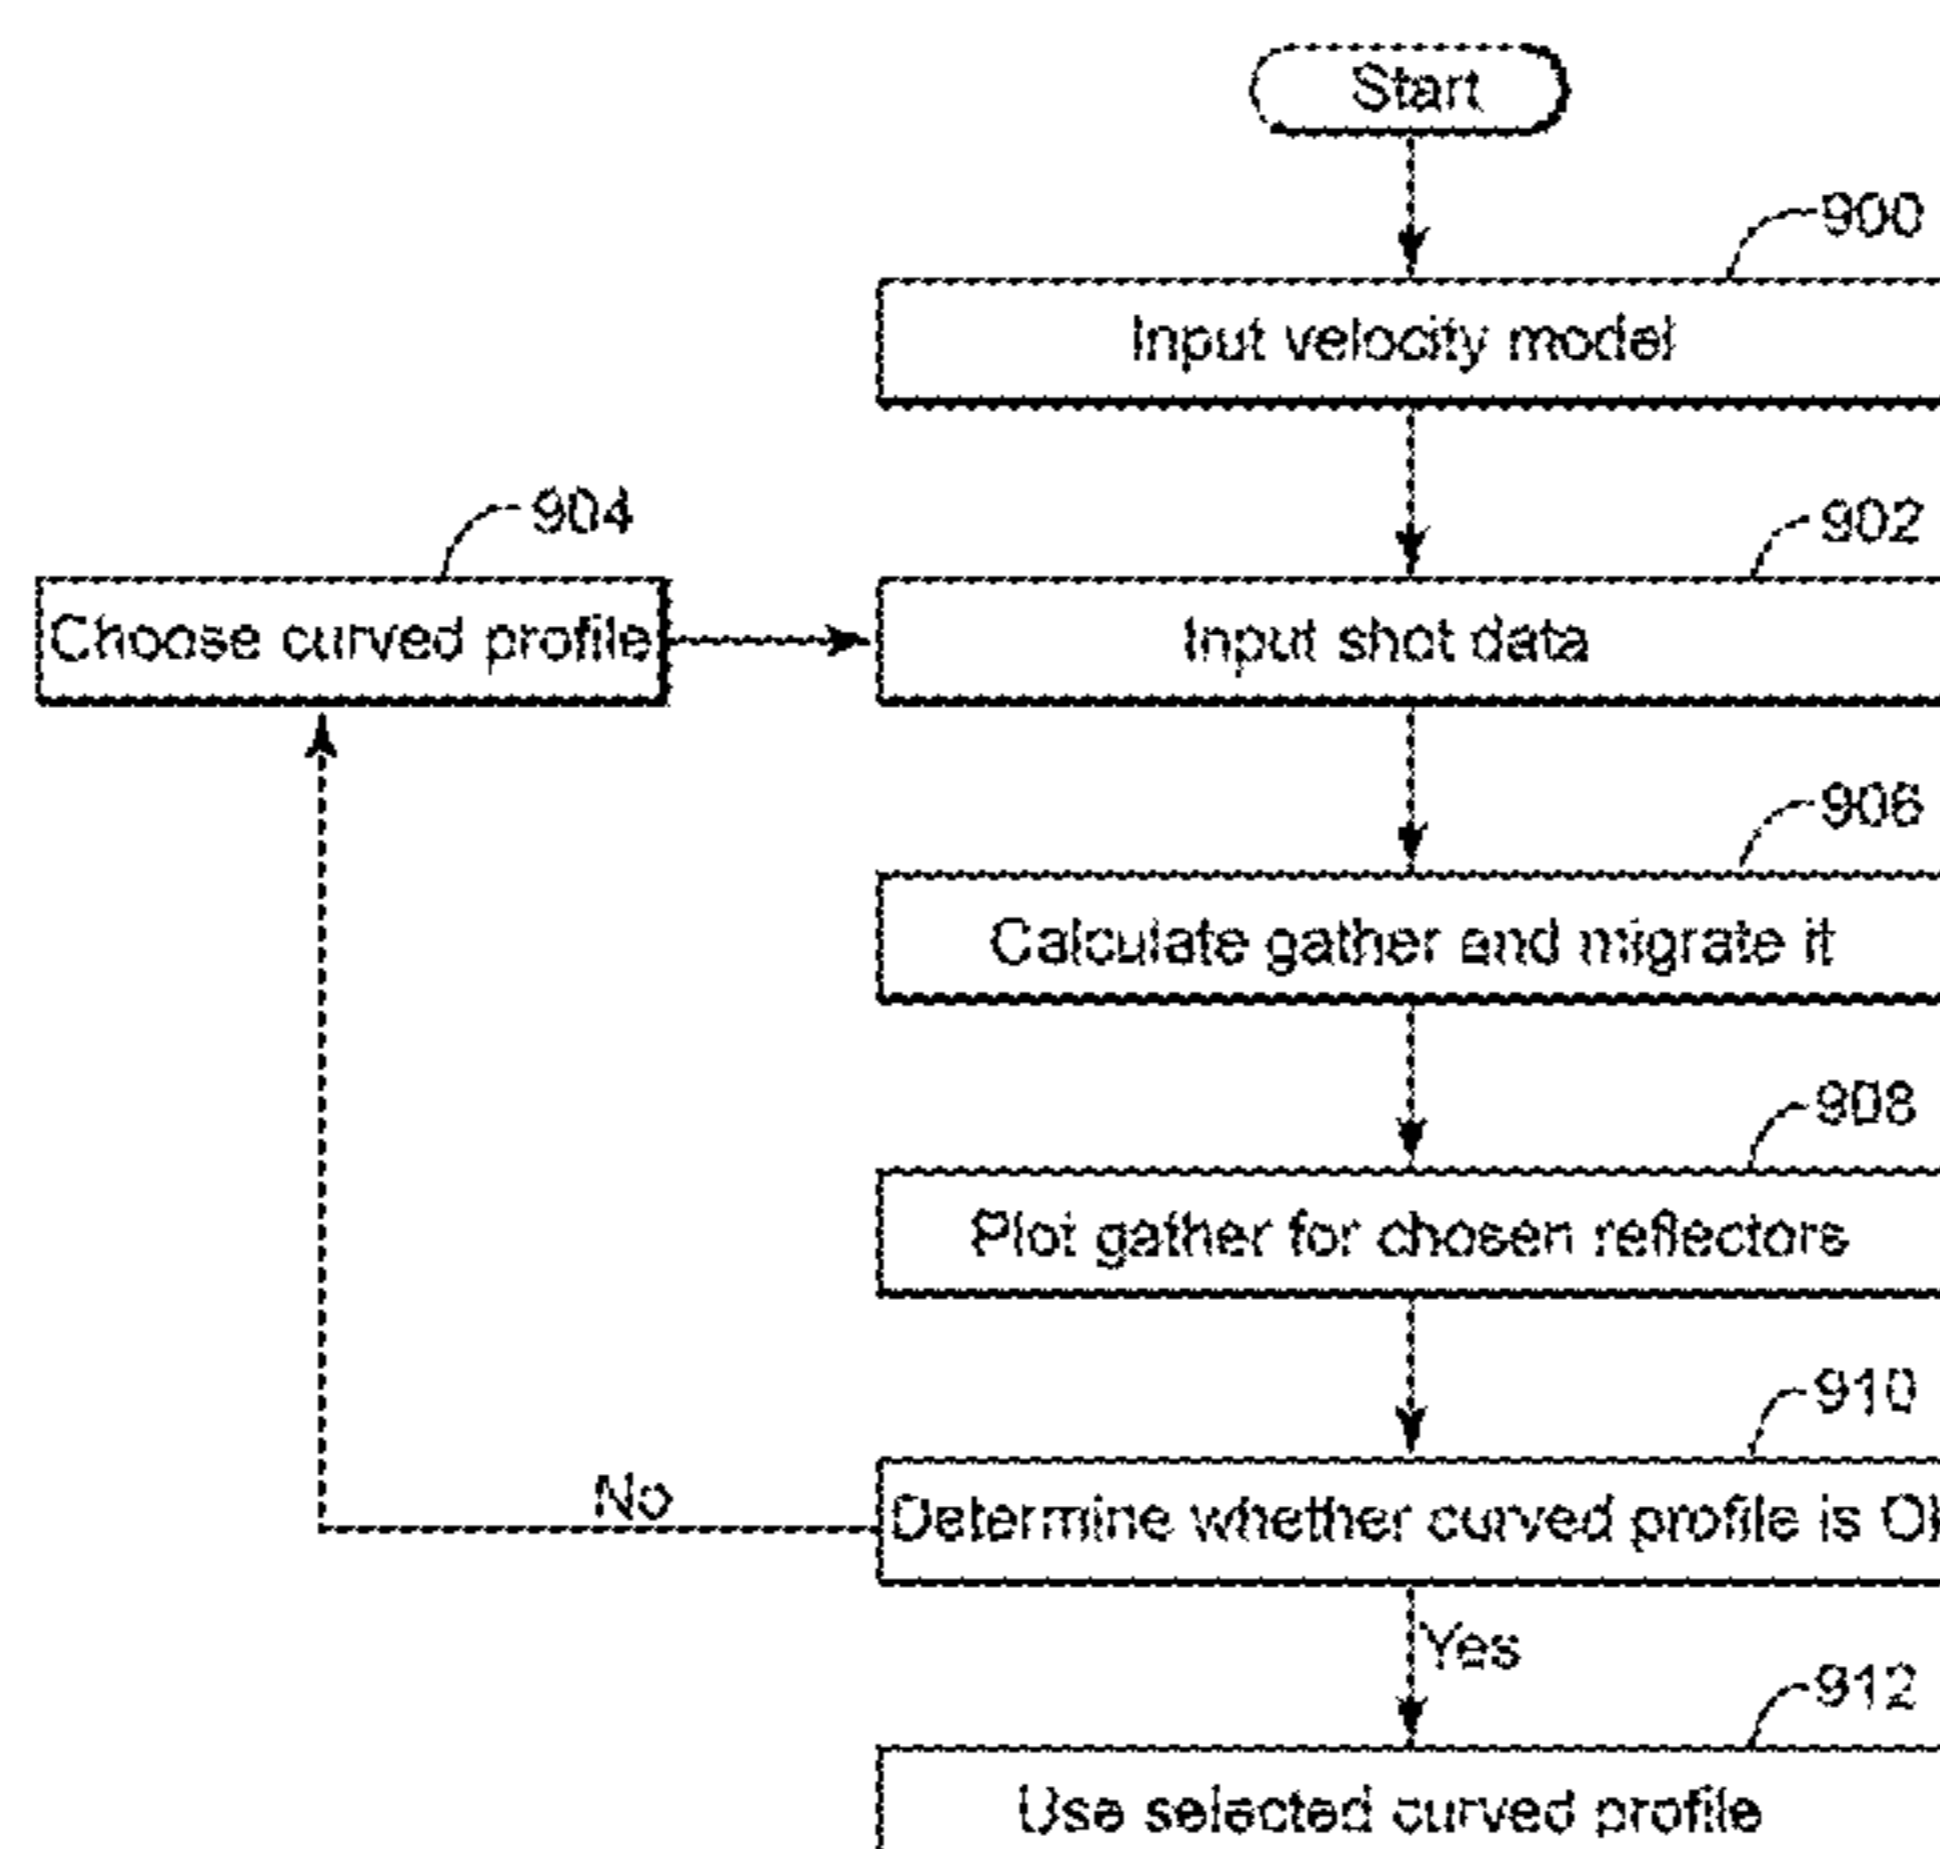 Start
900
Input velocity model
904
902
Choose curved profile
Input shot data
906
Calculate gather and migrate it
908
Plot gather for chosen reflectors
910
No
Determine whether curved profile is Ok
Yes
912
Use selected curved profile